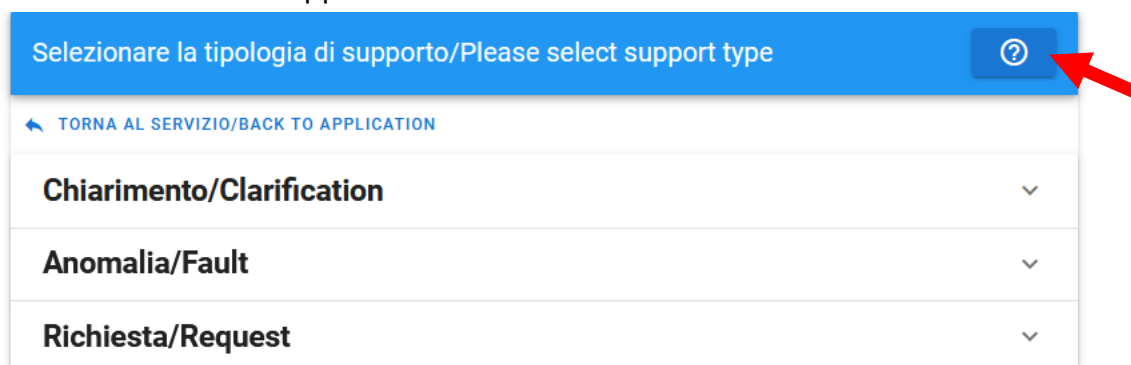 Selezionare la tipologia di supporto/Please select support type
TORNA AL SERVIZIO/BACK TO APPLICATION
Chiarimento/Clarification
Anomalia/Fault
Richiesta/Request